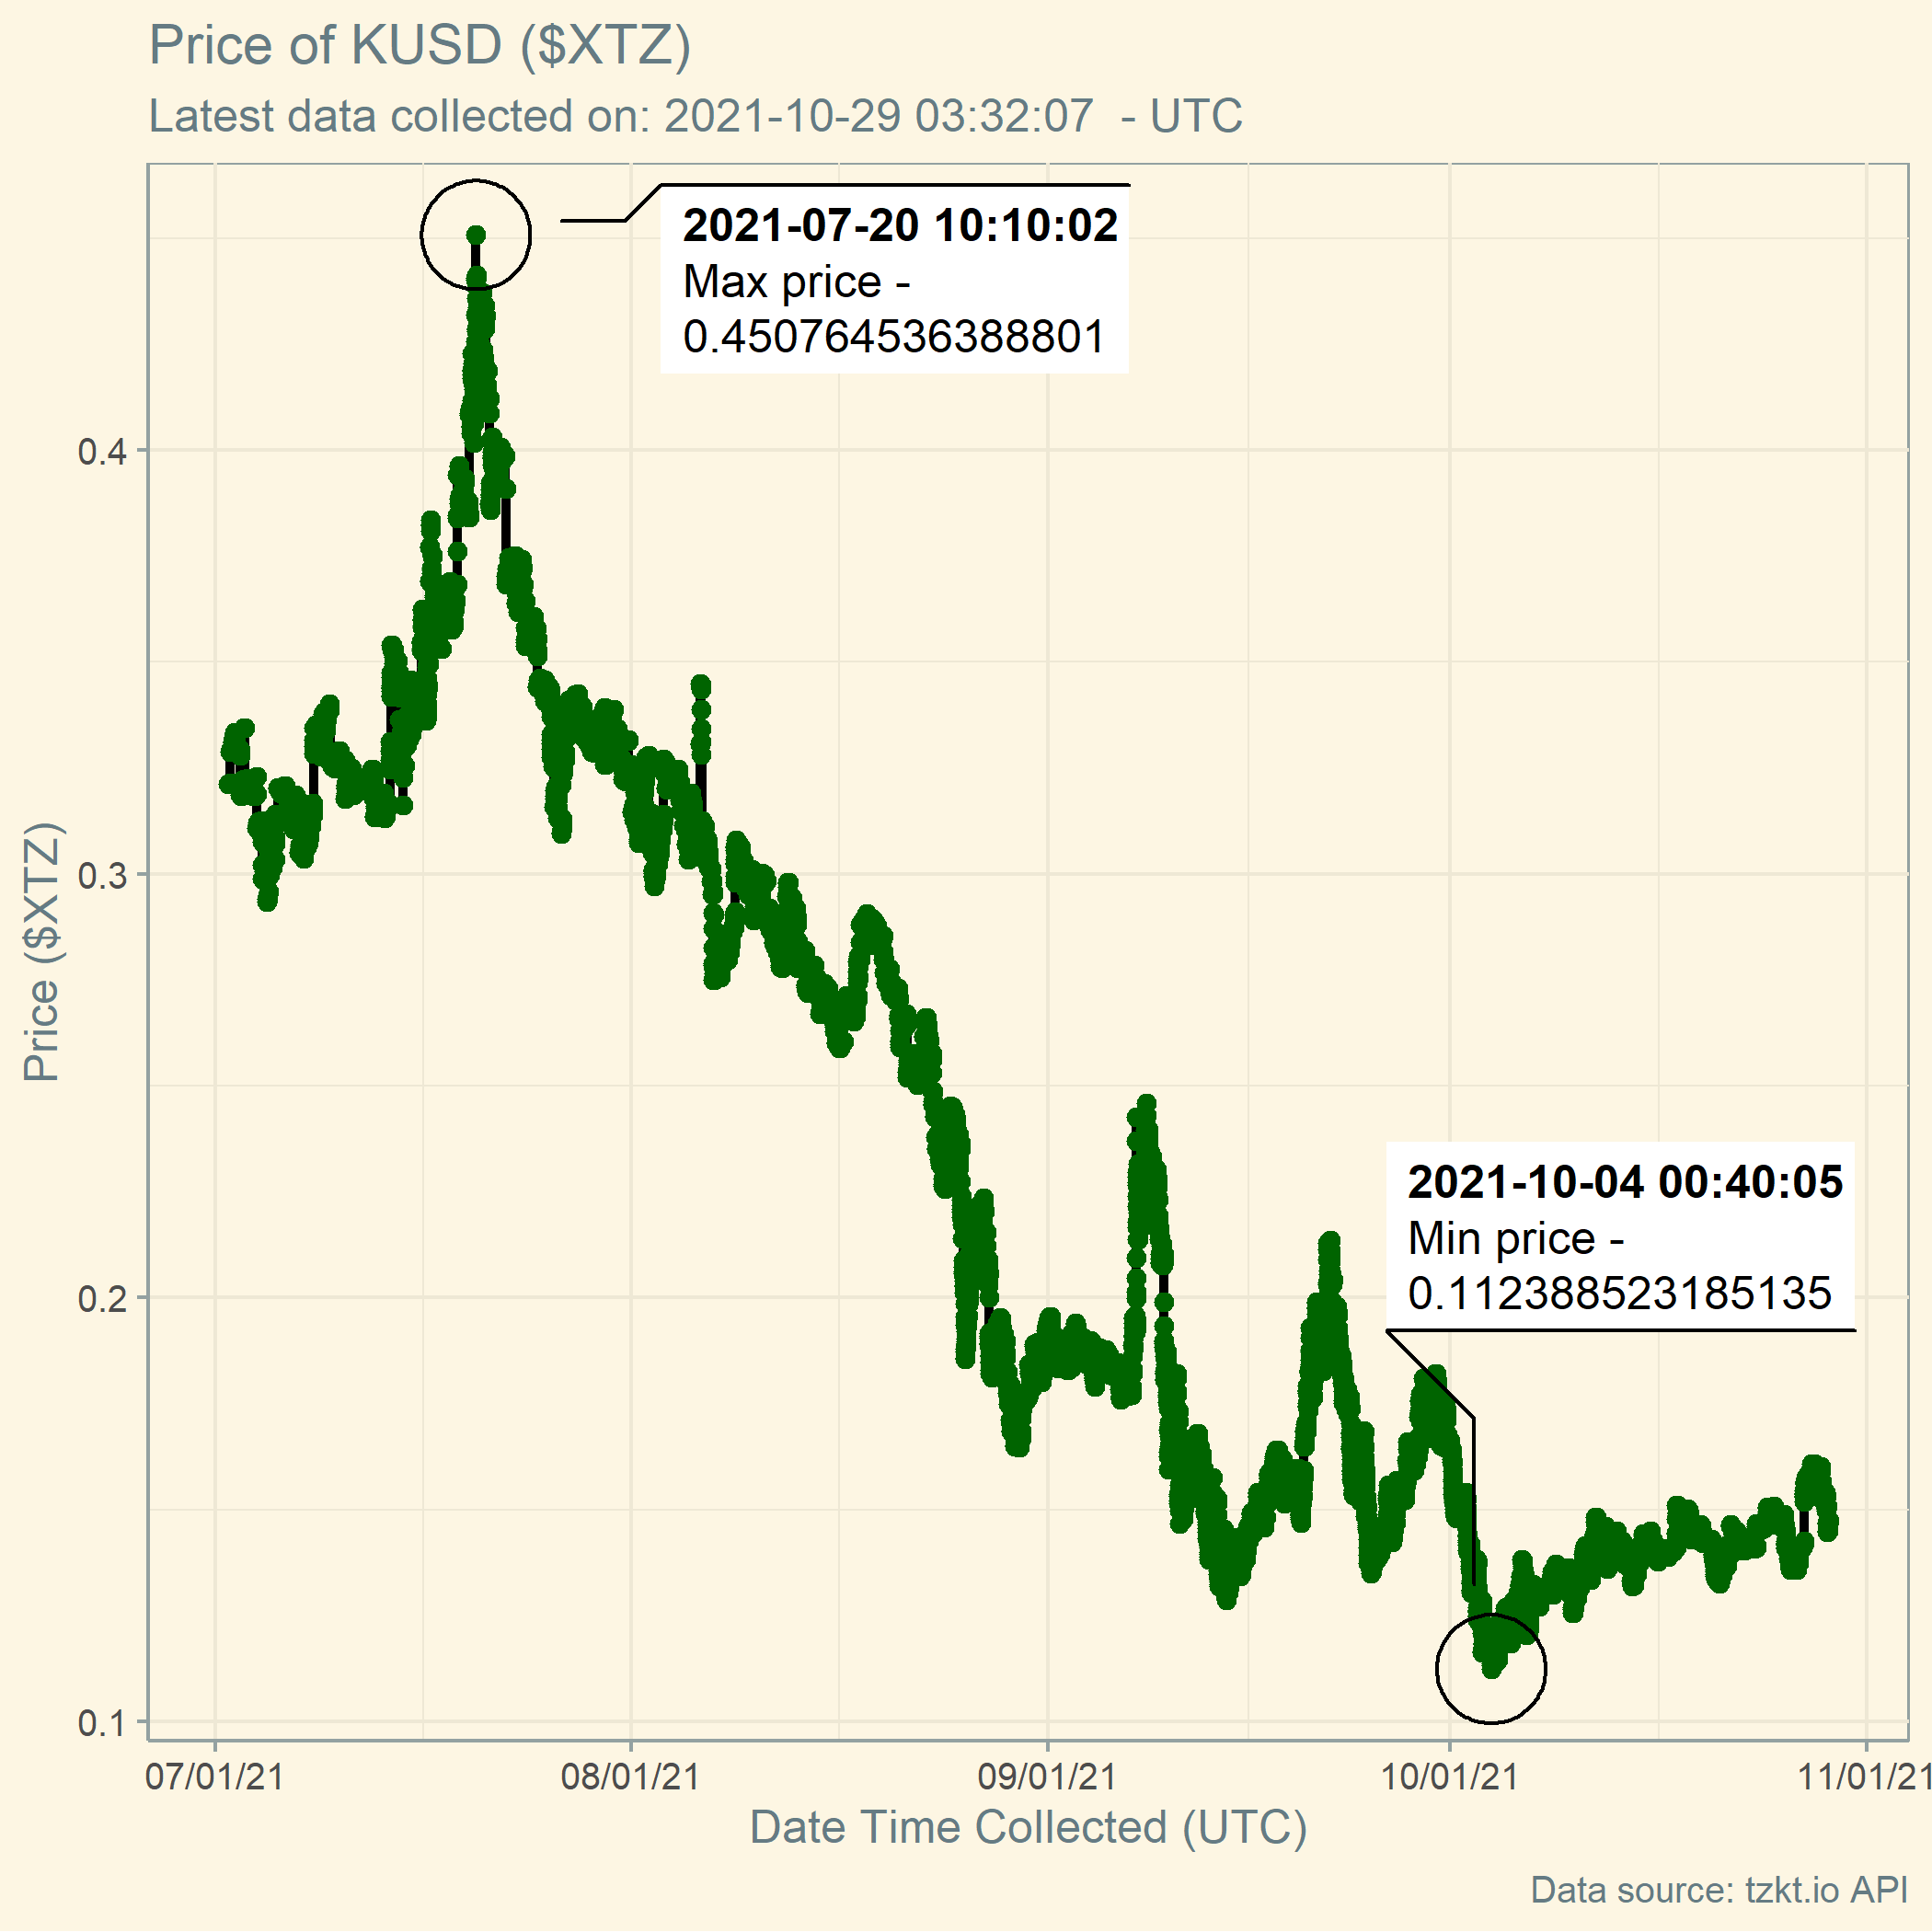 Price of KUSD ($XTZ)
Latest data collected on: 2021-10-29 03:32:07  - UTC
2021-07-20 10:10:02
Max price -
0.450764536388801
0.4
0.3
0.2
0.1
Price ($XTZ)
2021-10-04 00:40:05
Min price -
0.112388523185135
07/01/21
08/01/21
09/01/21
10/01/21
11/01/21
Date Time Collected (UTC)
Data source: tzkt.io API